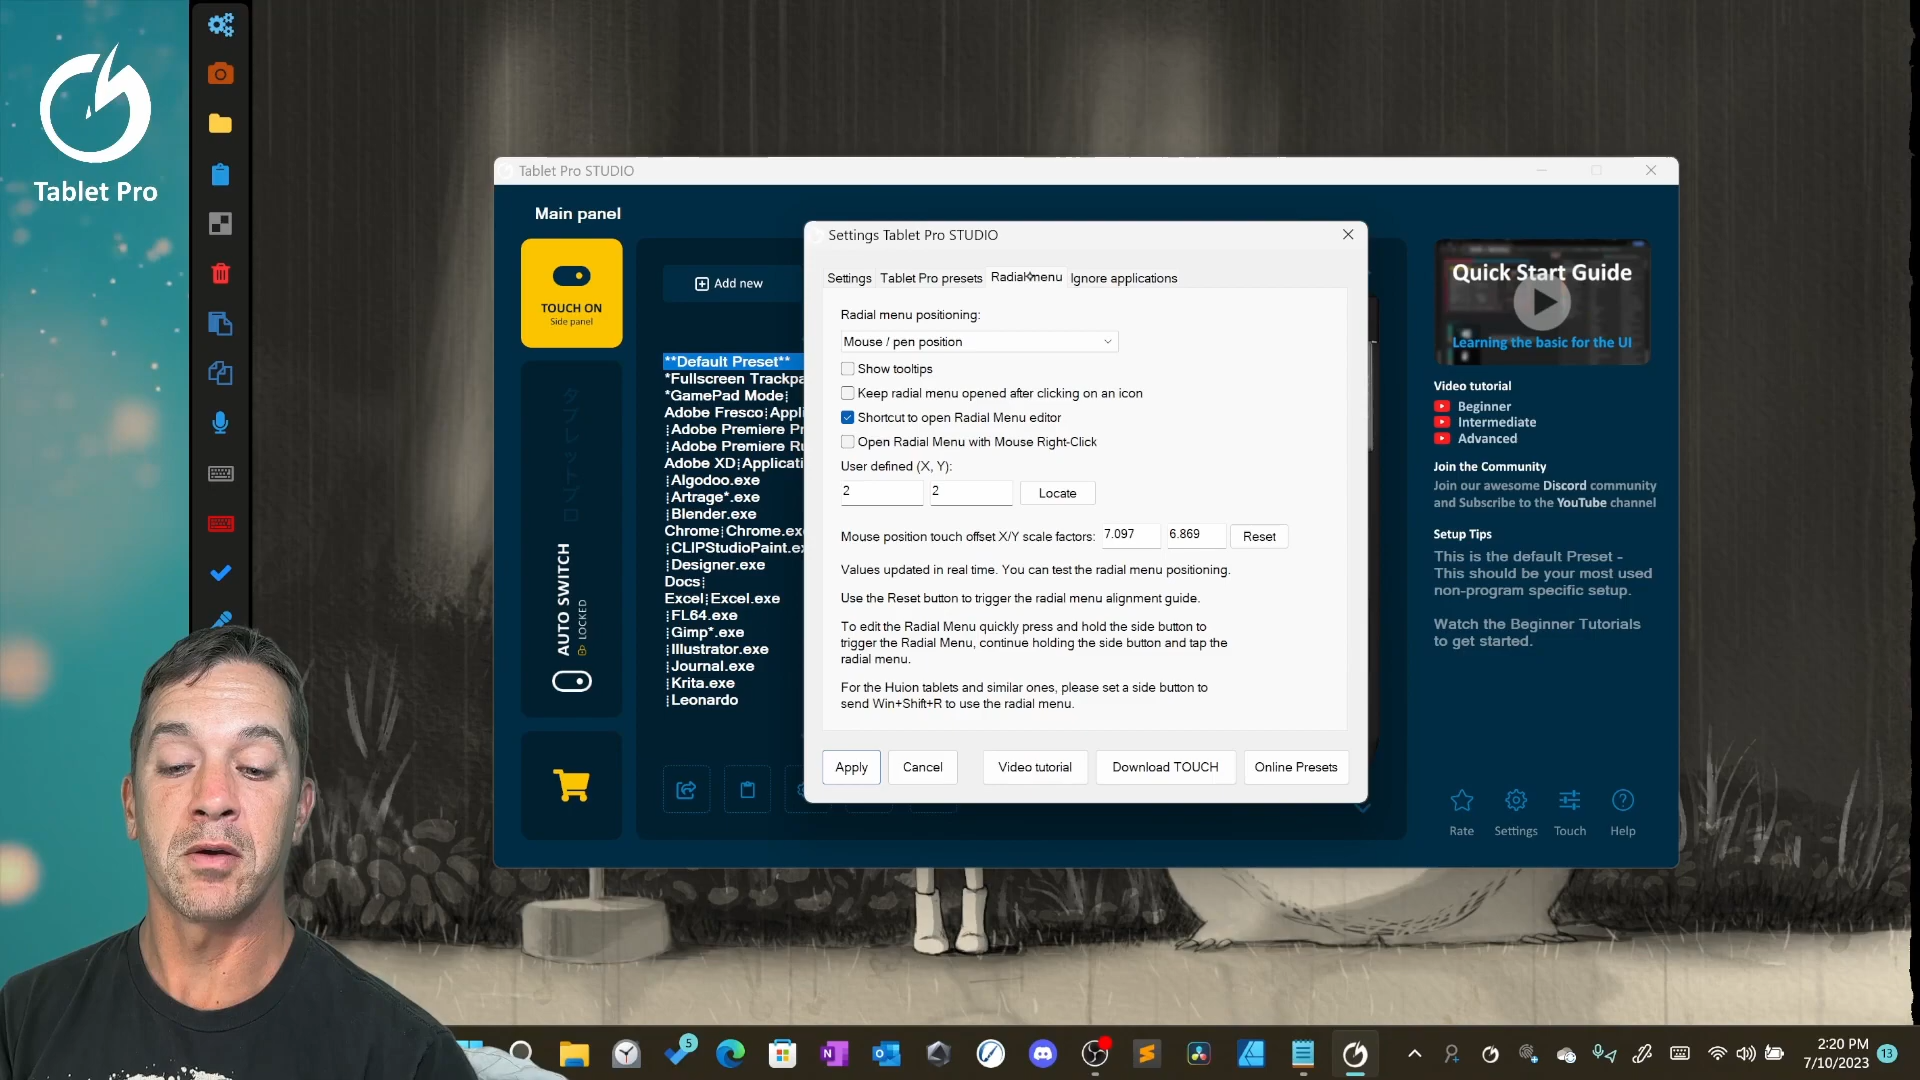 Tablet Pro
Tablet Pro STUDIO
Main panel
TOUCH ON
Side panel
タブレットプロ
AUTO SWITCH
LOCKED
Add new
**Default Preset**
*Fullscreen Trackpa
*GamePad Mode¦
Adobe Fresco¦Appli
¦Adobe Premiere Pr
¦Adobe Premiere Ru
Adobe XD¦Applicati
¦Algodoo.exe
¦Artrage*.exe
¦Blender.exe
Chrome¦Chrome.exe
¦CLIPStudioPaint.ex
¦Designer.exe
Docs¦
Excel¦Excel.exe
¦FL64.exe
¦Gimp*.exe
¦Illustrator.exe
¦Journal.exe
¦Krita.exe
¦Leonardo
Settings Tablet Pro STUDIO
Settings Tablet Pro presets Radial menu Ignore applications
Radial menu positioning:
Mouse / pen position
Show tooltips
Keep radial menu opened after clicking on an icon
Shortcut to open Radial Menu editor
Open Radial Menu with Mouse Right-Click
User defined (X, Y):
2 2 Locate
Mouse position touch offset X/Y scale factors: 7.097 6.869 Reset
Values updated in real time. You can test the radial menu positioning.
Use the Reset button to trigger the radial menu alignment guide.
To edit the Radial Menu quickly press and hold the side button to
trigger the Radial Menu, continue holding the side button and tap the
radial menu.
For the Huion tablets and similar ones, please set a side button to
send Win+Shift+R to use the radial menu.
Apply Cancel Video tutorial Download TOUCH Online Presets
Quick Start Guide
Learning the basic for the UI
Video tutorial
Beginner
Intermediate
Advanced
Join the Community
Join our awesome Discord community
and Subscribe to the YouTube channel
Setup Tips
This is the default Preset -
This should be your most used
non-program specific setup.
Watch the Beginner Tutorials
to get started.
Rate Settings Touch Help
5
2:20 PM
7/10/2023
13